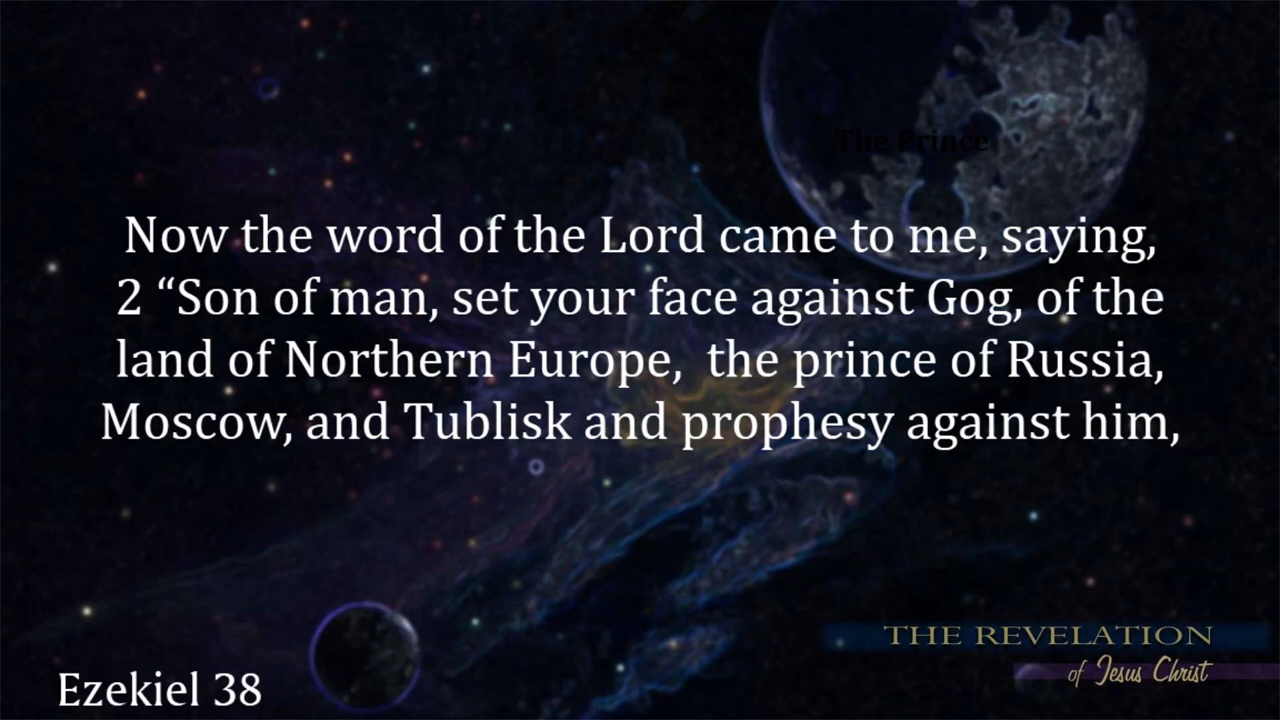 The Prince
Now the word of the Lord came to me, saying,
2 “Son of man, set your face against Gog, of the
land of Northern Europe,  the prince of Russia,
Moscow, and Tublisk and prophesy against him,
THE REVELATION
of Jesus Christ
Ezekiel 38